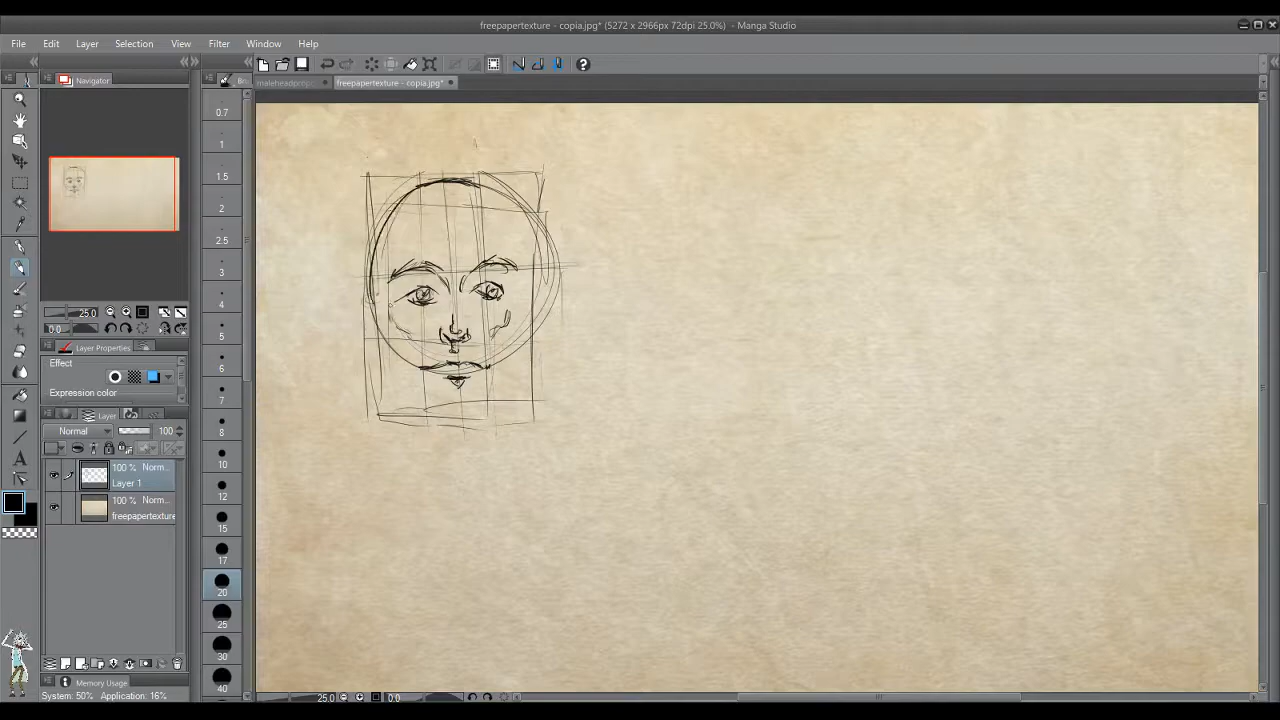 freepapertexture - copia.jpg* (5272 x 2966px 72dpi 25.0%) - Manga Studio
File Edit Layer Selection View Filter Window Help
Navigator
freepapertexture - copia.jpg*
0.7
1
1.5
2
2.5
3
4
5
6
7
8
10
12
15
17
20
25
30
40
25.0
0.0
Layer Properties
Effect
Expression color
Layer
Normal 100
100 % Norm...
Layer 1
100 % Norm...
freepapertexture
Memory Usage
System: 50% Application: 16%
25.0 0.0